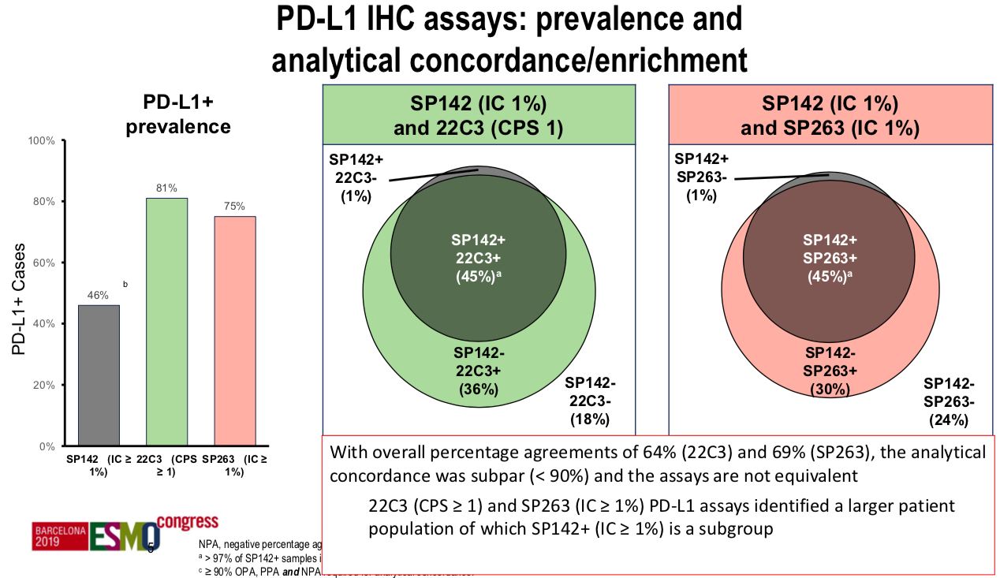 PD-L1 IHC assays: prevalence and
analytical concordance/enrichment
PD-L1+
prevalence
PD-L1+ Cases
100%
80%
60%
40%
20%
0%
46%
b
81%
75%
SP142 (IC ≥
1%)
22C3 (CPS
≥ 1)
SP263 (IC ≥
1%)
SP142 (IC 1%)
and 22C3 (CPS 1)
SP142+
22C3-
(1%)
SP142+
22C3+
(45%)ᵃ
SP142-
22C3+
(36%)
SP142-
22C3-
(18%)
SP142 (IC 1%)
and SP263 (IC 1%)
SP142+
SP263-
(1%)
SP142+
SP263+
(45%)ᵃ
SP142-
SP263+
(30%)
SP142-
SP263-
(24%)
With overall percentage agreements of 64% (22C3) and 69% (SP263), the analytical
concordance was subpar (< 90%) and the assays are not equivalent
22C3 (CPS ≥ 1) and SP263 (IC ≥ 1%) PD-L1 assays identified a larger patient
population of which SP142+ (IC ≥ 1%) is a subgroup
BARCELONA
2019
ESMO
congress
5
NPA, negative percentage
ᵃ > 97% of SP142+ samples
ᶜ ≥ 90% OPA, PPA and NPA